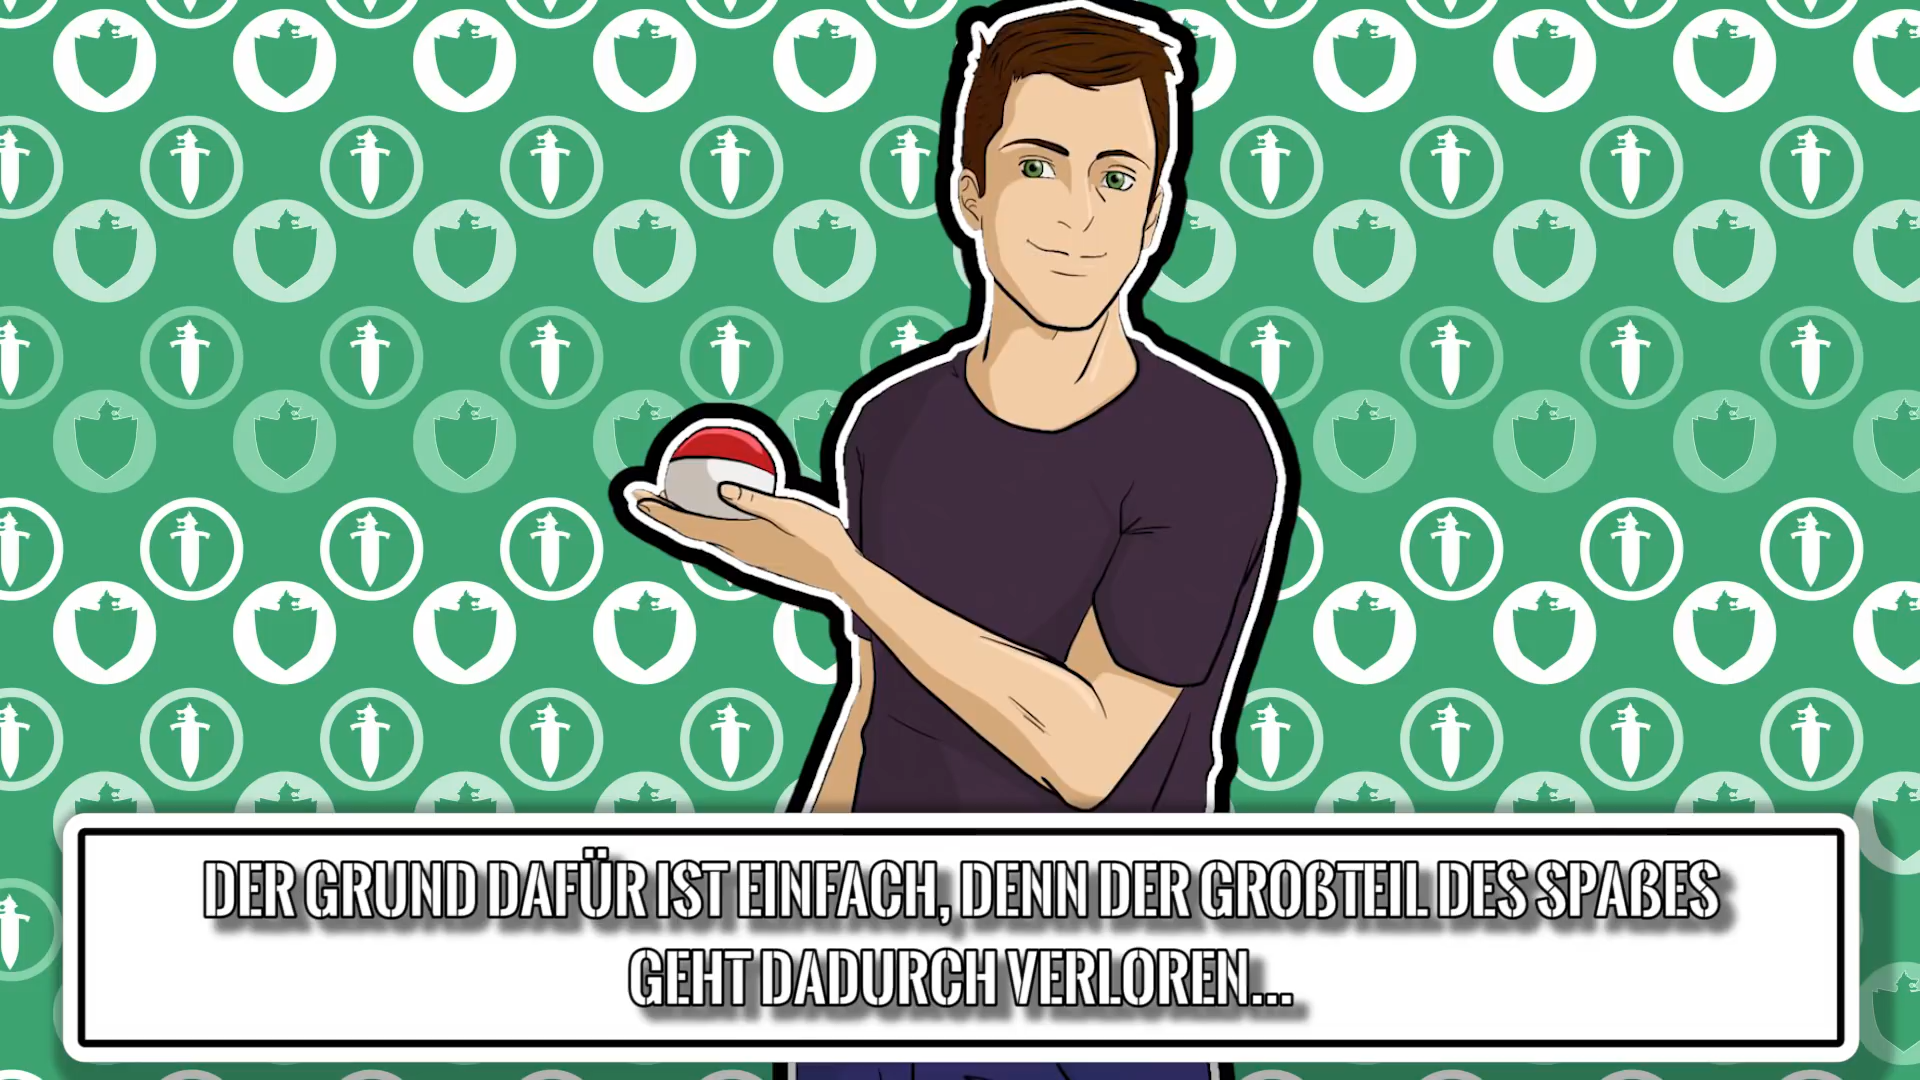 DER GRUND DAFÜR IST EINFACH, DENN DER GROßTEIL DES SPAßES
GEHT DADURCH VERLOREN...